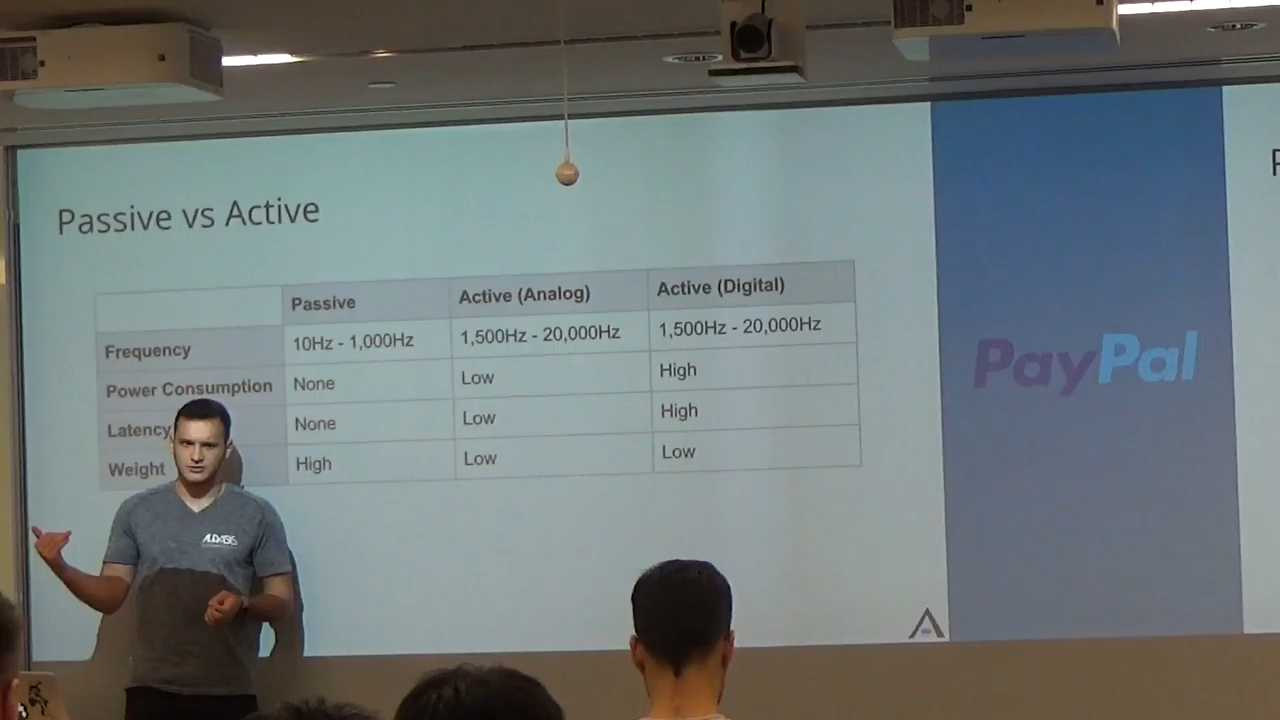 Passive vs Active
Passive Active (Analog) Active (Digital)
Frequency 10Hz - 1,000Hz 1,500Hz - 20,000Hz 1,500Hz - 20,000Hz
Power Consumption None Low High
Latency None Low High
Weight High Low Low
PayPal